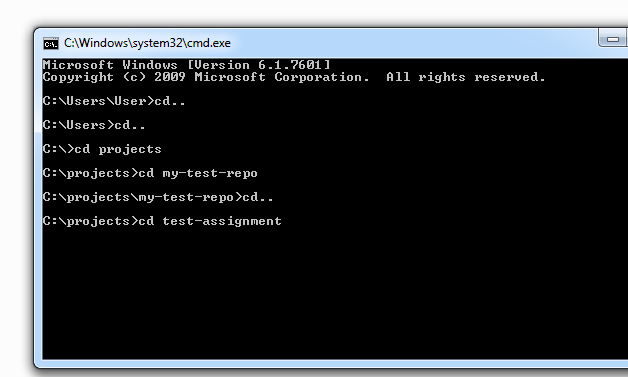 C:\Windows\system32\cmd.exe
Microsoft Windows [Version 6.1.7601]
Copyright (c) 2009 Microsoft Corporation.  All rights reserved.
C:\Users\User>cd..
C:\Users>cd..
C:\>cd projects
C:\projects>cd my-test-repo
C:\projects\my-test-repo>cd..
C:\projects>cd test-assignment